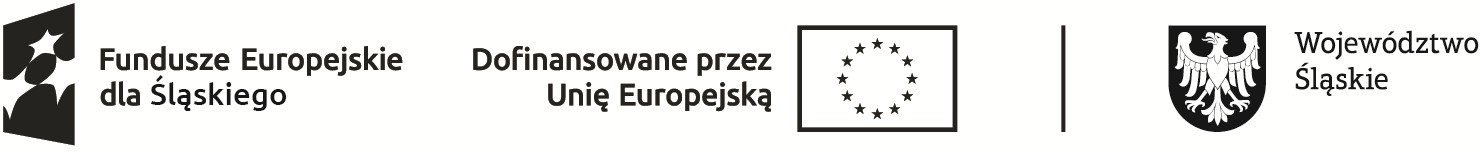 Fundusze Europejskie
dla Śląskiego
Dofinansowane przez
Unię Europejską
Województwo
Śląskie